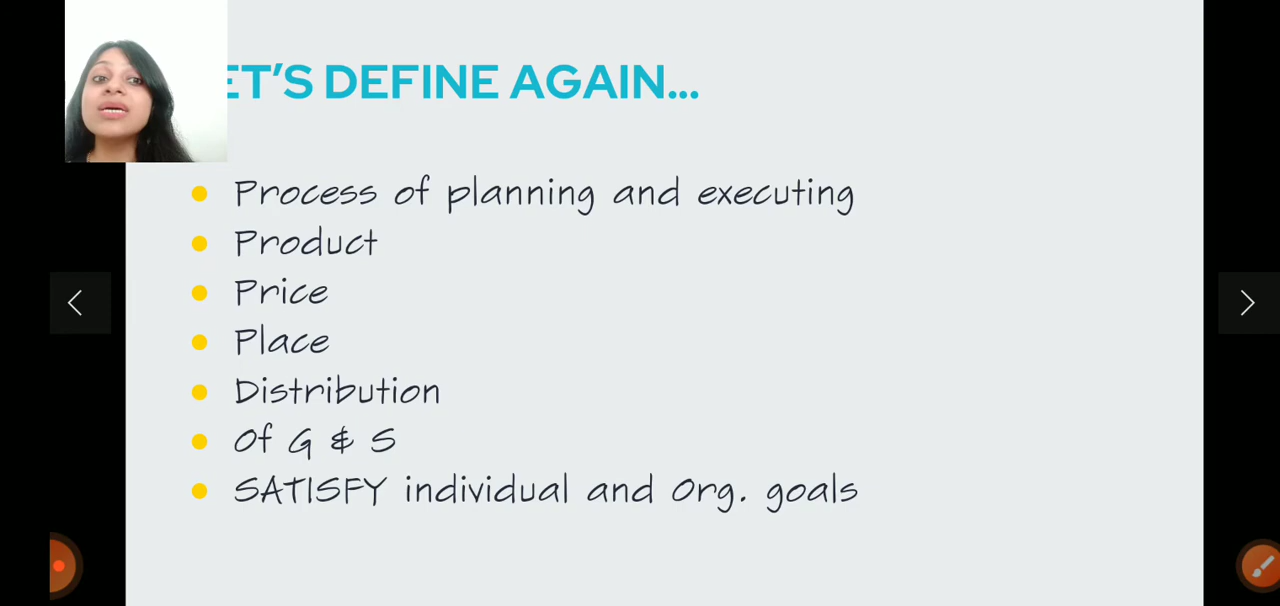 ET'S DEFINE AGAIN...
Process of planning and executing
Product
Price
Place
Distribution
Of G & S
SATISFY individual and Org. goals